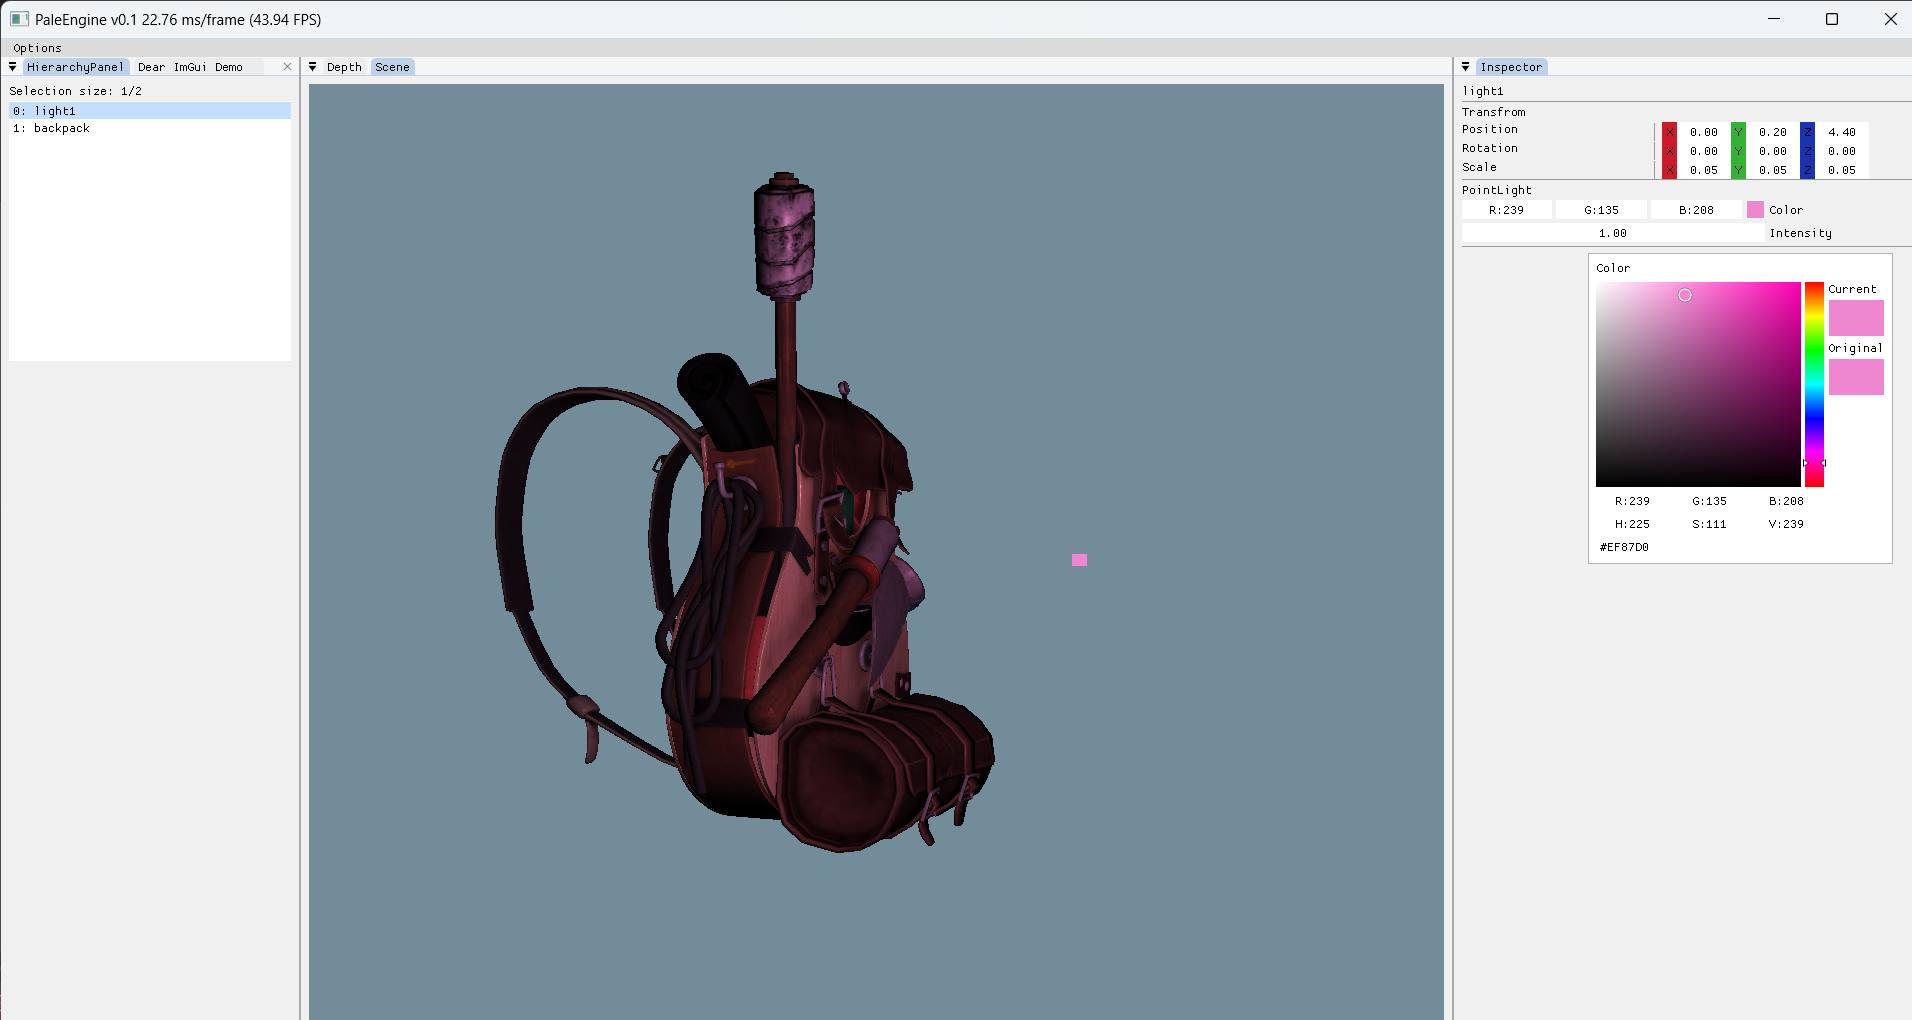 PaleEngine v0.1 22.76 ms/frame (43.94 FPS)
Options
HierarchyPanel Dear ImGui Demo
Selection size: 1/2
0: light1
1: backpack
Depth Scene
Inspector
light1
Transfrom
Position X 0.00 Y 0.20 Z 4.40
Rotation X 0.00 Y 0.00 Z 0.00
Scale X 0.05 Y 0.05 Z 0.05
PointLight
R:239 G:135 B:208 Color
1.00 Intensity
Color
Current
Original
R:239 G:135 B:208
H:225 S:111 V:239
#EF87D0